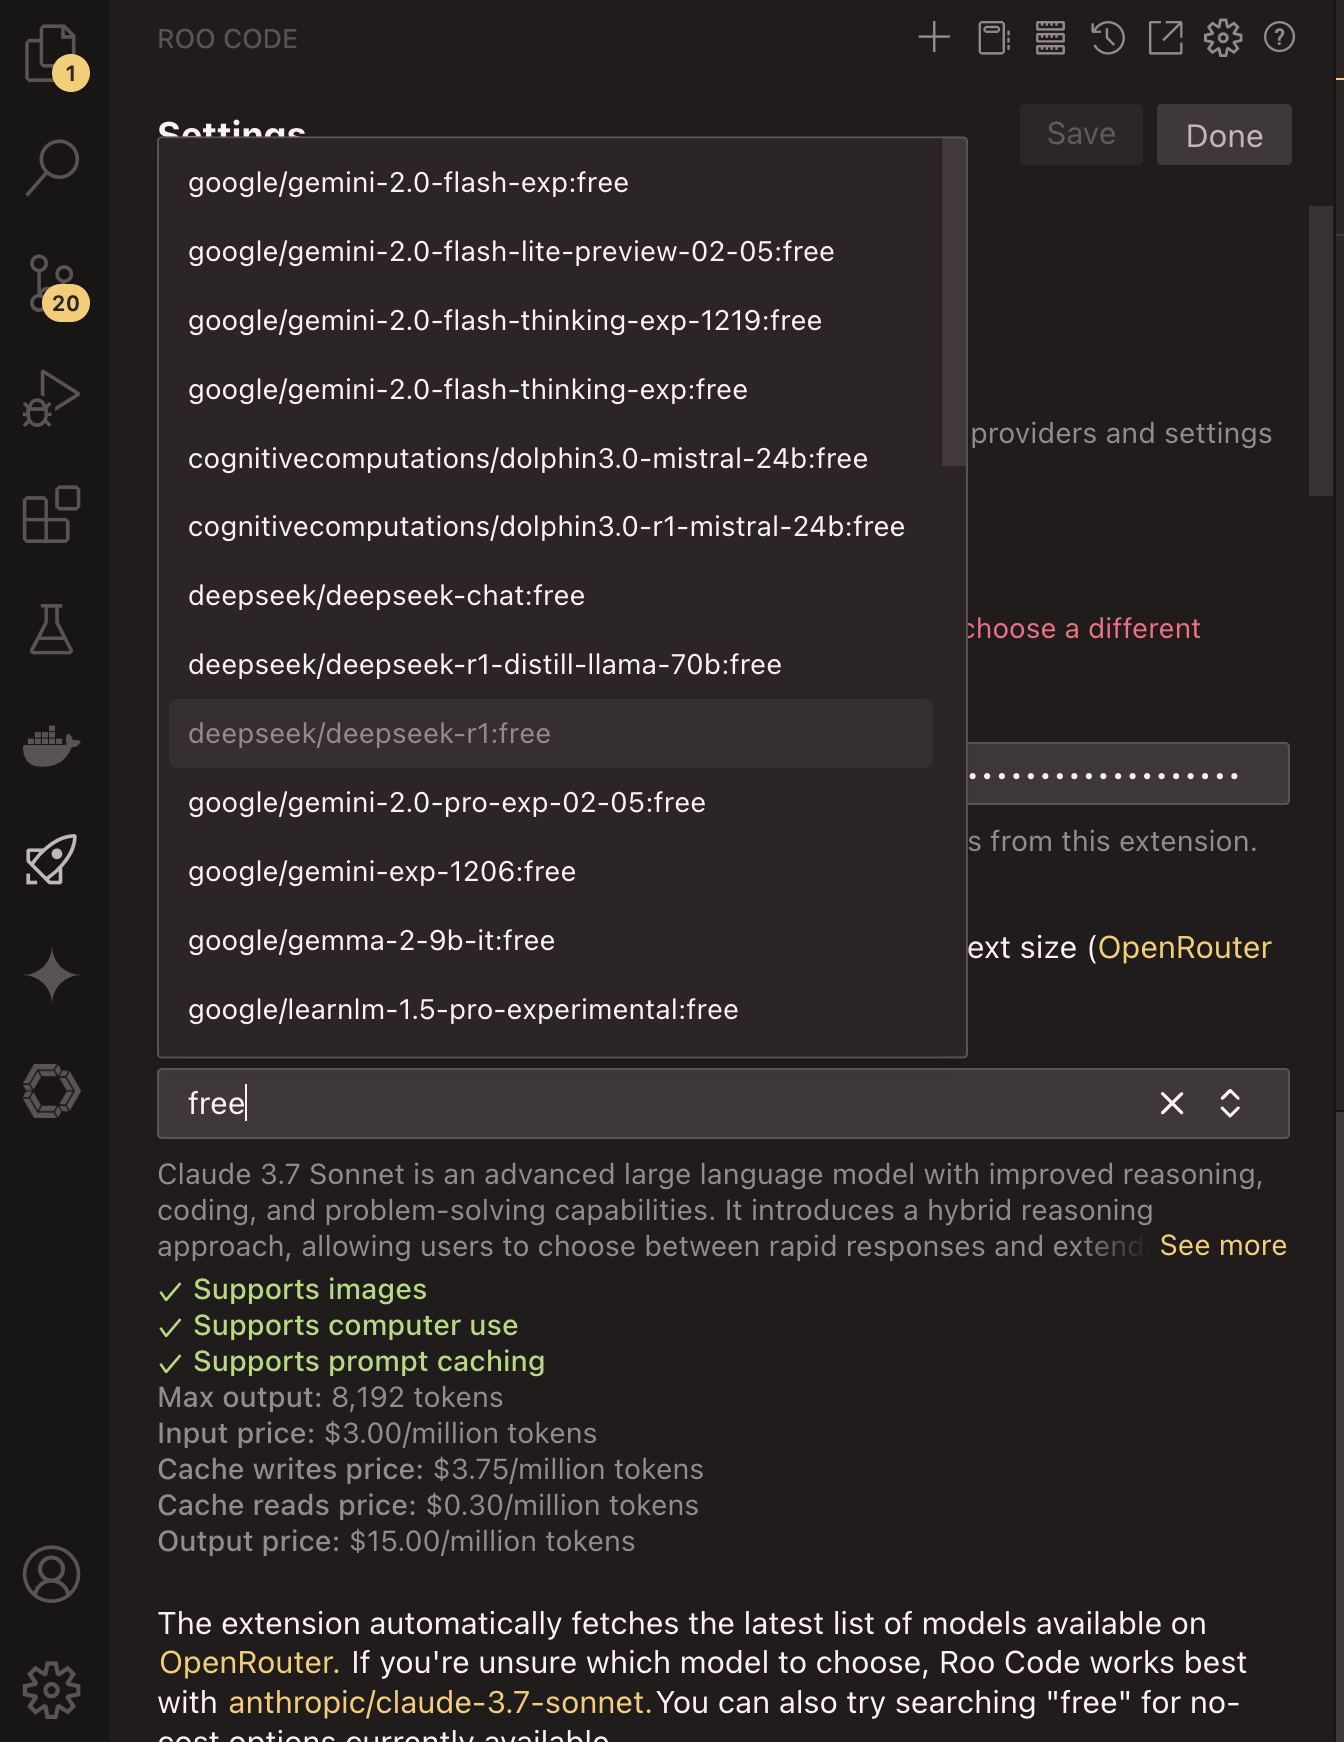 ROO CODE
1
Settings
Save
Done
google/gemini-2.0-flash-exp:free
google/gemini-2.0-flash-lite-preview-02-05:free
google/gemini-2.0-flash-thinking-exp-1219:free
google/gemini-2.0-flash-thinking-exp:free
providers and settings
cognitivecomputations/dolphin3.0-mistral-24b:free
cognitivecomputations/dolphin3.0-r1-mistral-24b:free
deepseek/deepseek-chat:free
choose a different
deepseek/deepseek-r1-distill-llama-70b:free
deepseek/deepseek-r1:free
google/gemini-2.0-pro-exp-02-05:free
s from this extension.
google/gemini-exp-1206:free
google/gemma-2-9b-it:free
ext size (OpenRouter
google/learnlm-1.5-pro-experimental:free
20
free
Claude 3.7 Sonnet is an advanced large language model with improved reasoning,
coding, and problem-solving capabilities. It introduces a hybrid reasoning
approach, allowing users to choose between rapid responses and extend See more
✓ Supports images
✓ Supports computer use
✓ Supports prompt caching
Max output: 8,192 tokens
Input price: $3.00/million tokens
Cache writes price: $3.75/million tokens
Cache reads price: $0.30/million tokens
Output price: $15.00/million tokens
The extension automatically fetches the latest list of models available on
OpenRouter. If you're unsure which model to choose, Roo Code works best
with anthropic/claude-3.7-sonnet. You can also try searching "free" for no-
cost options currently available.